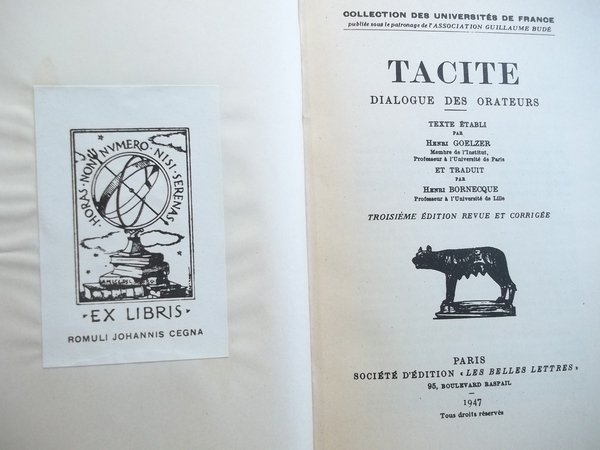 HORAS · NON · NVMERO · NISI · SERENAS
· EX LIBRIS ·
ROMULI JOHANNIS CEGNA
COLLECTION DES UNIVERSITÉS DE FRANCE
publiée sous le patronage de l'ASSOCIATION GUILLAUME BUDÉ
TACITE
DIALOGUE DES ORATEURS
TEXTE ÉTABLI
PAR
Henri GOELZER
Membre de l'Institut,
Professeur à l'Université de Paris
ET TRADUIT
PAR
Henri BORNECQUE
Professeur à l'Université de Lille
TROISIÈME ÉDITION REVUE ET CORRIGÉE
PARIS
SOCIÉTÉ D'ÉDITION « LES BELLES LETTRES »
95, BOULEVARD RASPAIL
1947
Tous droits réservés